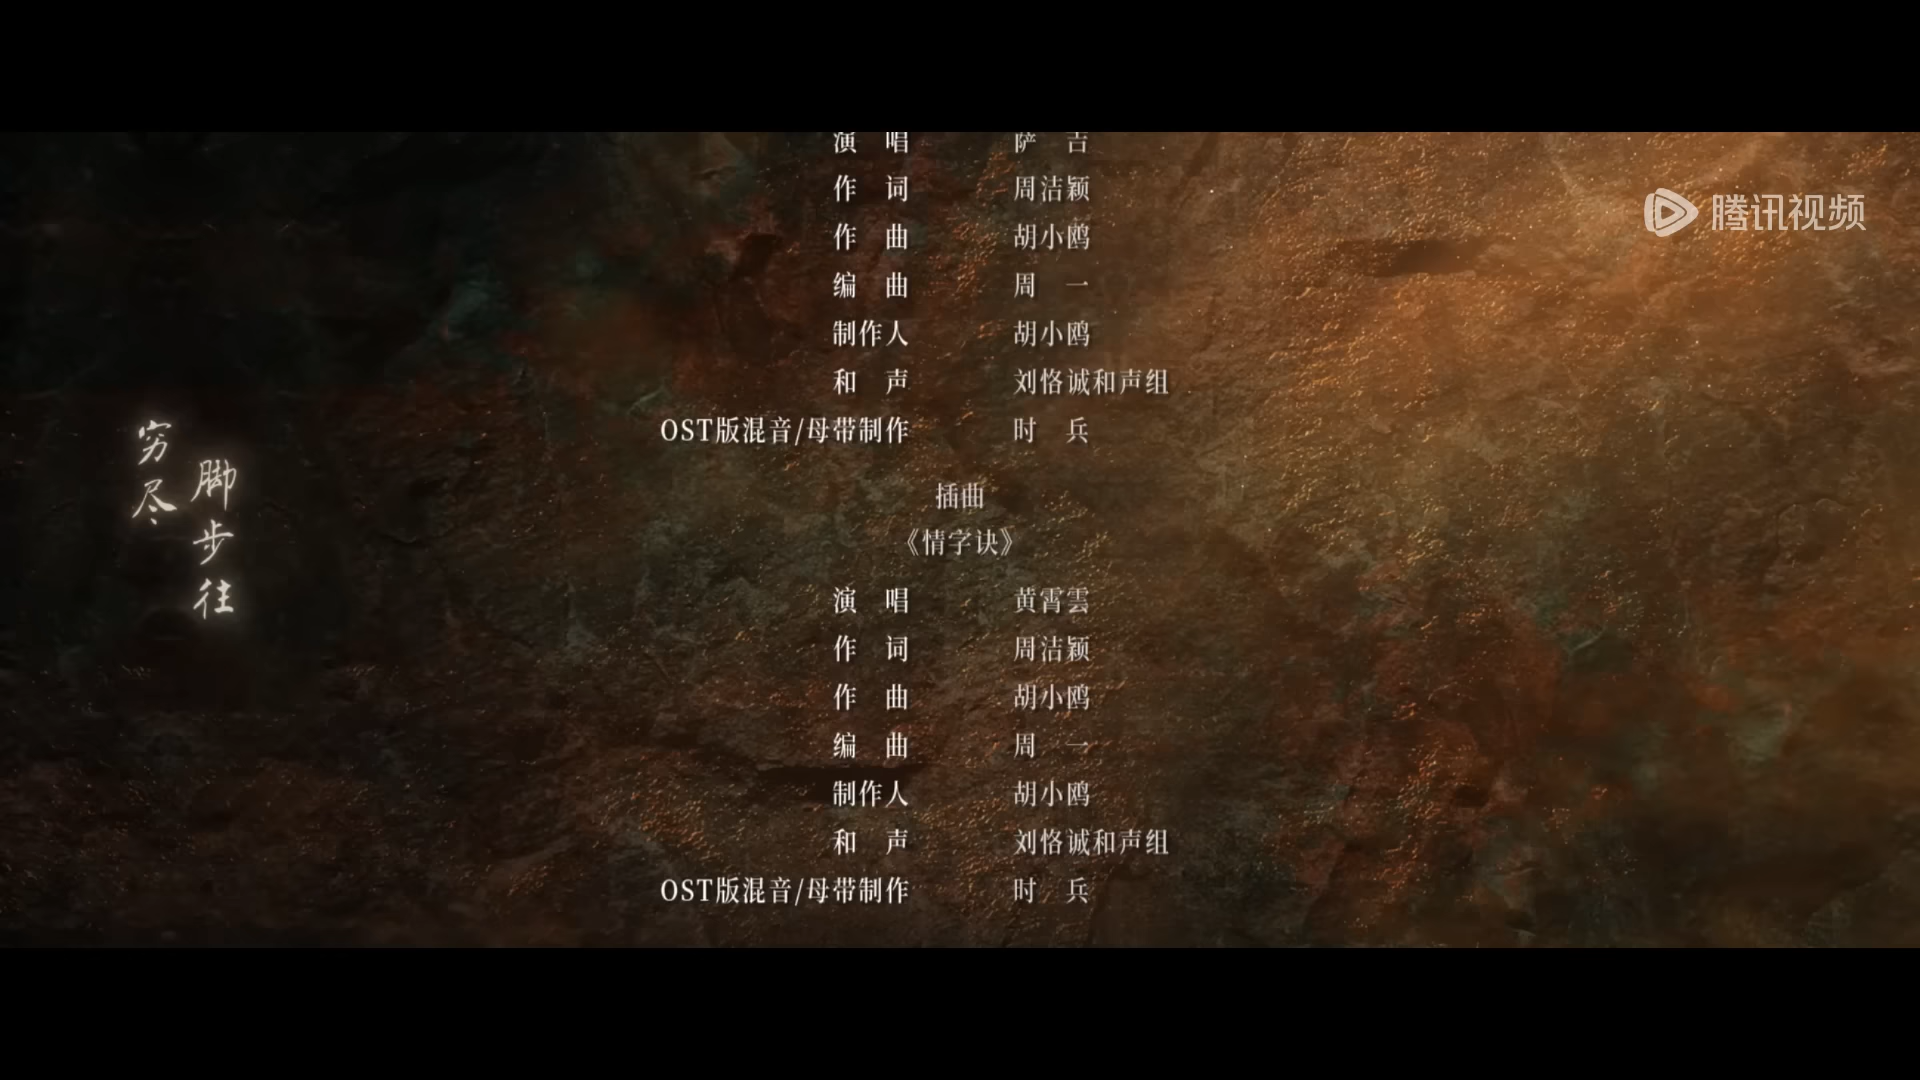 演 唱 萨 吉
作 词 周洁颖
作 曲 胡小鸥
编 曲 周 一
制作人 胡小鸥
和 声 刘恪诚和声组
OST版混音/母带制作 时 兵
插曲
《情字诀》
演 唱 黄霄雲
作 词 周洁颖
作 曲 胡小鸥
编 曲 周 一
制作人 胡小鸥
和 声 刘恪诚和声组
OST版混音/母带制作 时 兵
穷尽
脚步往
腾讯视频